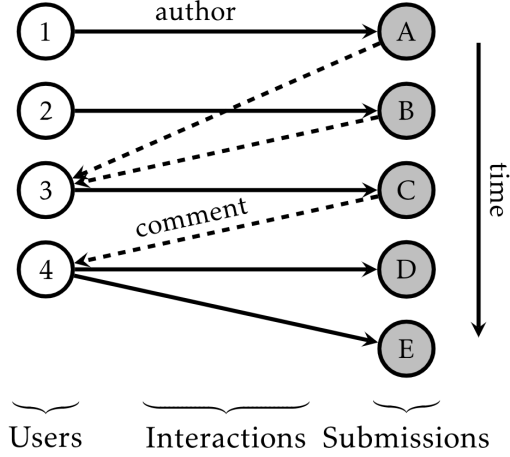 author
1 A
2 B
3 C
comment
4 D
E
time
Users Interactions Submissions